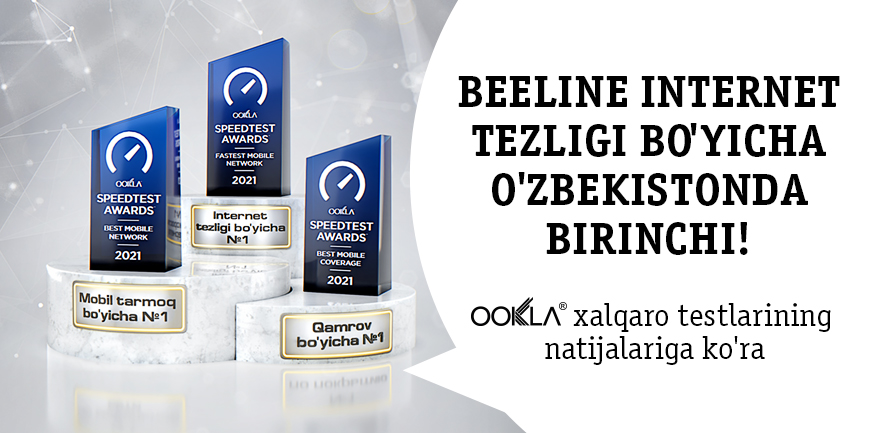 OOKLA
SPEEDTEST
AWARDS
FASTEST MOBILE
NETWORK
2021
Internet
tezligi bo'yicha
№1
OOKLA
SPEEDTEST
AWARDS
BEST MOBILE
NETWORK
2021
Mobil tarmoq
bo'yicha №1
OOKLA
SPEEDTEST
AWARDS
BEST MOBILE
COVERAGE
2021
Qamrov
bo'yicha №1
BEELINE INTERNET
TEZLIGI BO'YICHA
O'ZBEKISTONDA
BIRINCHI!
OOKLA® xalqaro testlarining
natijalariga ko'ra